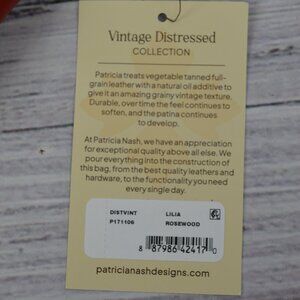 Vintage Distressed
COLLECTION
Patricia treats vegetable tanned full-
grain leather with a natural oil additive to
give it an amazing grainy vintage texture.
Durable, over time the feel continues to
soften, and the patina continues
to develop.
At Patricia Nash, we have an appreciation
for exceptional quality above all else. We
pour everything into the construction of
this bag, from the best quality leathers and
hardware, to the functionality you need
every single day.
DISTVINT LILIA
P171106 ROSEWOOD
8 87986 42417 0
patricianashdesigns.com